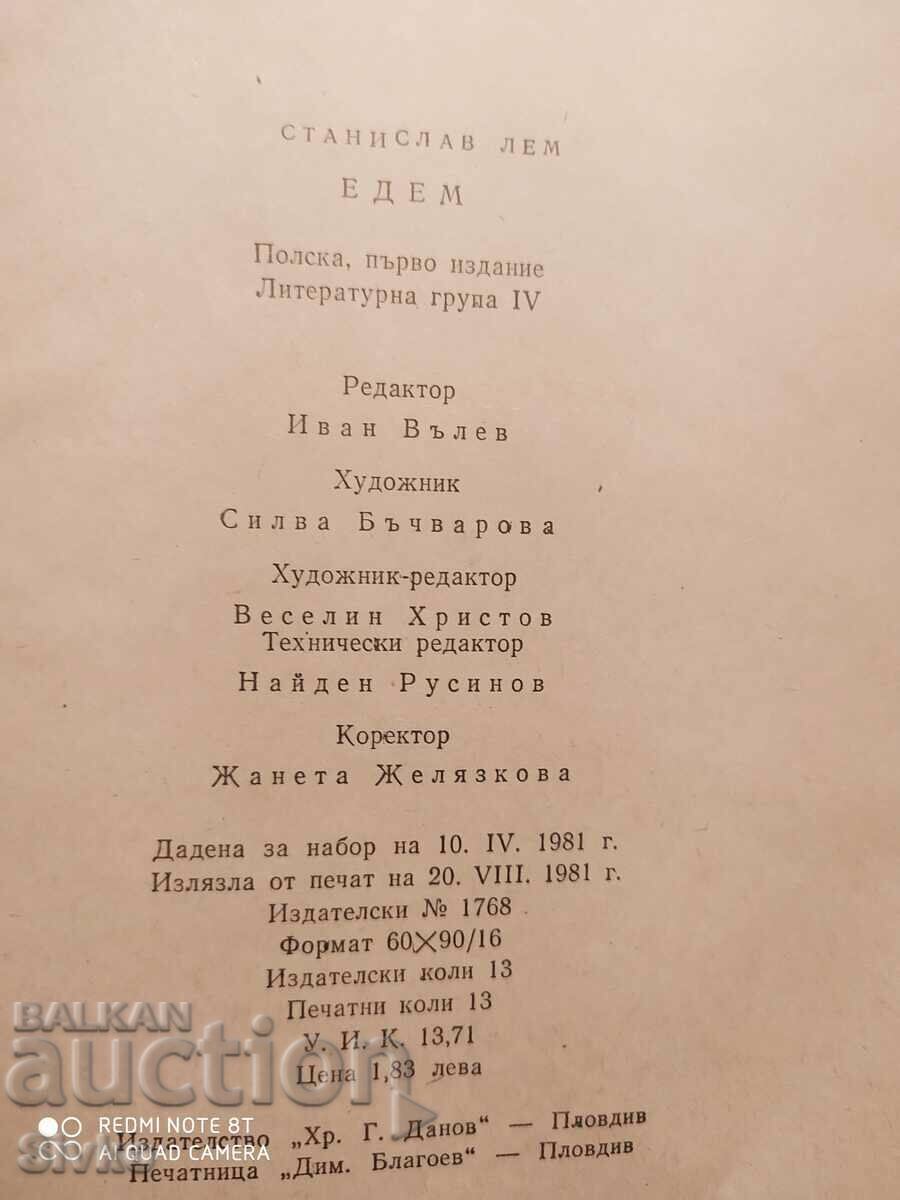 СТАНИСЛАВ ЛЕМ
ЕДЕМ
Полска, първо издание
Литературна група IV
Редактор
Иван Вълев
Художник
Силва Бъчварова
Художник-редактор
Веселин Христов
Технически редактор
Найден Русинов
Коректор
Жанета Желязкова
Дадена за набор на 10. IV. 1981 г.
Излязла от печат на 20. VIII. 1981 г.
Издателски № 1768
Формат 60×90/16
Издателски коли 13
Печатни коли 13
У. И. К. 13,71
Цена 1,83 лева
Издателство „Хр. Г. Данов“ — Пловдив
Печатница „Дим. Благоев“ — Пловдив
BALKAN
auction
REDMI NOTE 8T
AI QUAD CAMERA